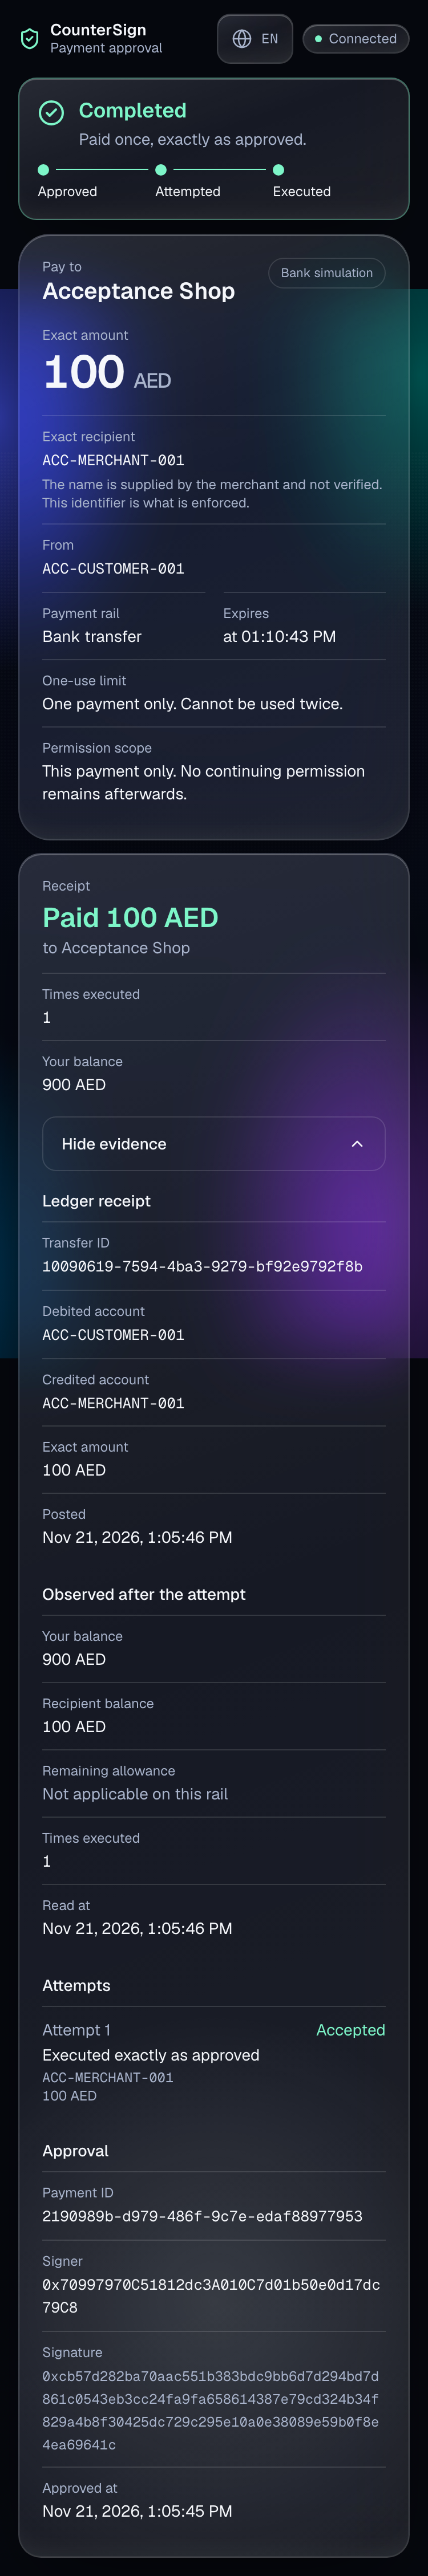 CounterSign
Payment approval
EN
Connected
Completed
Paid once, exactly as approved.
Approved
Attempted
Executed
Pay to
Acceptance Shop
Bank simulation
Exact amount
100 AED
Exact recipient
ACC-MERCHANT-001
The name is supplied by the merchant and not verified.
This identifier is what is enforced.
From
ACC-CUSTOMER-001
Payment rail
Bank transfer
Expires
at 01:10:43 PM
One-use limit
One payment only. Cannot be used twice.
Permission scope
This payment only. No continuing permission
remains afterwards.
Receipt
Paid 100 AED
to Acceptance Shop
Times executed
1
Your balance
900 AED
Hide evidence
Ledger receipt
Transfer ID
10090619-7594-4ba3-9279-bf92e9792f8b
Debited account
ACC-CUSTOMER-001
Credited account
ACC-MERCHANT-001
Exact amount
100 AED
Posted
Nov 21, 2026, 1:05:46 PM
Observed after the attempt
Your balance
900 AED
Recipient balance
100 AED
Remaining allowance
Not applicable on this rail
Times executed
1
Read at
Nov 21, 2026, 1:05:46 PM
Attempts
Attempt 1
Accepted
Executed exactly as approved
ACC-MERCHANT-001
100 AED
Approval
Payment ID
2190989b-d979-486f-9c7e-edaf88977953
Signer
0x70997970C51812dc3A010C7d01b50e0d17dc
79C8
Signature
0xcb57d282ba70aac551b383bdc9bb6d7d294bd7d
861c0543eb3cc24fa9fa658614387e79cd324b34f
829a4b8f30425dc729c295e10a0e38089e59b0f8e
4ea69641c
Approved at
Nov 21, 2026, 1:05:45 PM